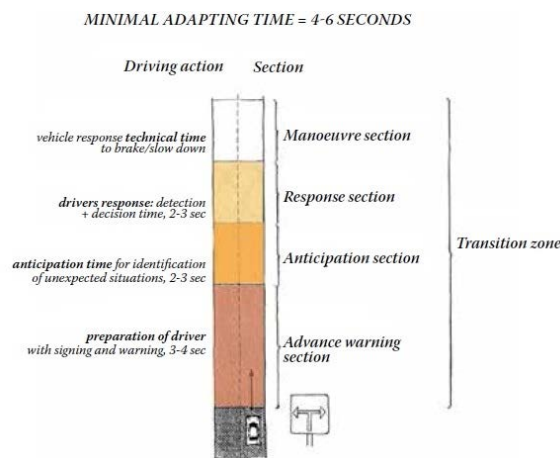 MINIMAL ADAPTING TIME = 4-6 SECONDS
Driving action
Section
vehicle response technical time
to brake/slow down
Manoeuvre section
drivers response: detection
+ decision time, 2-3 sec
Response section
anticipation time for identification
of unexpected situations, 2-3 sec
Anticipation section
Transition zone
preparation of driver
with signing and warning, 3-4 sec
Advance warning
section